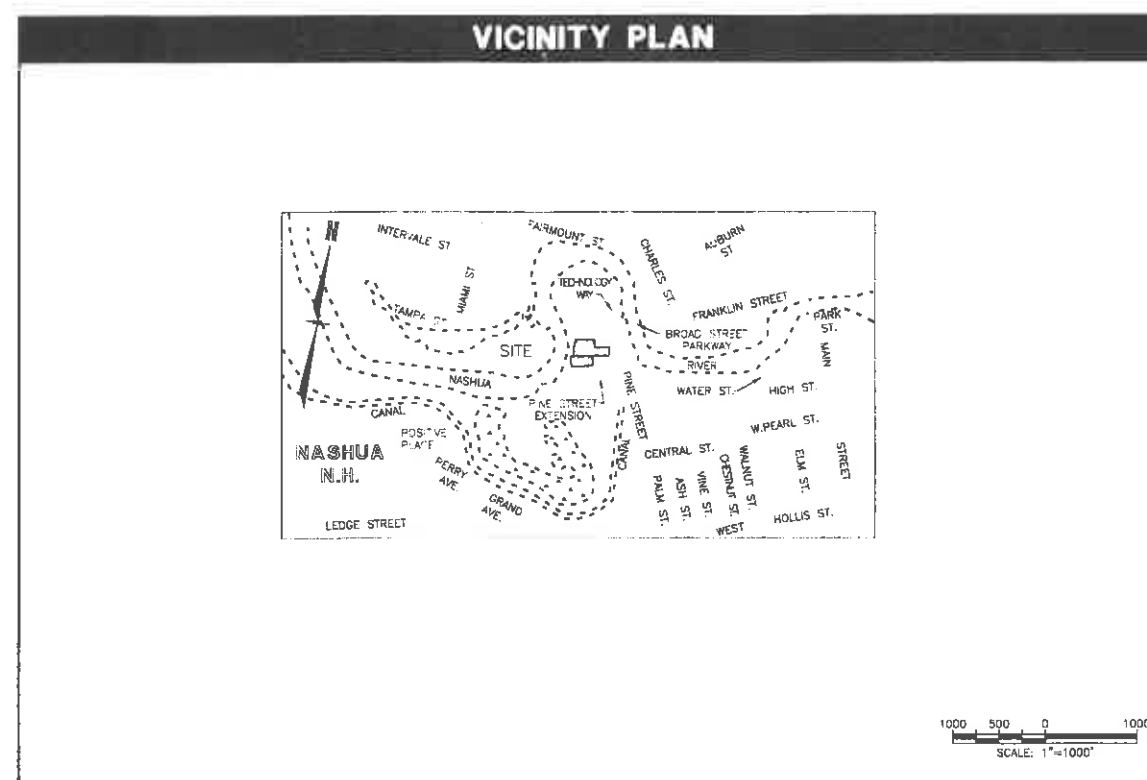 VICINITY PLAN
N
INTERVALE ST
FAIRMOUNT ST.
CHARLES ST.
AUBURN
ST
MIAMI ST
TECHNOLOGY
WAY
TAMPA ST.
FRANKLIN STREET
PARK
ST.
BROAD STREET
PARKWAY
SITE
MAIN
STREET
RIVER
NASHUA
WATER ST.
HIGH ST.
PINE STREET
EXTENSION
PINE STREET
CANAL
W.PEARL ST.
POSITIVE
PLACE
NASHUA
N.H.
CANAL
CENTRAL ST.
PERRY
AVE.
PALM ST.
ASH ST.
VINE ST.
CHESTNUT ST.
WALNUT ST.
ELM ST.
GRAND
AVE.
LEDGE STREET
WEST
HOLLIS ST.
1000 500 0 1000
SCALE: 1"=1000'